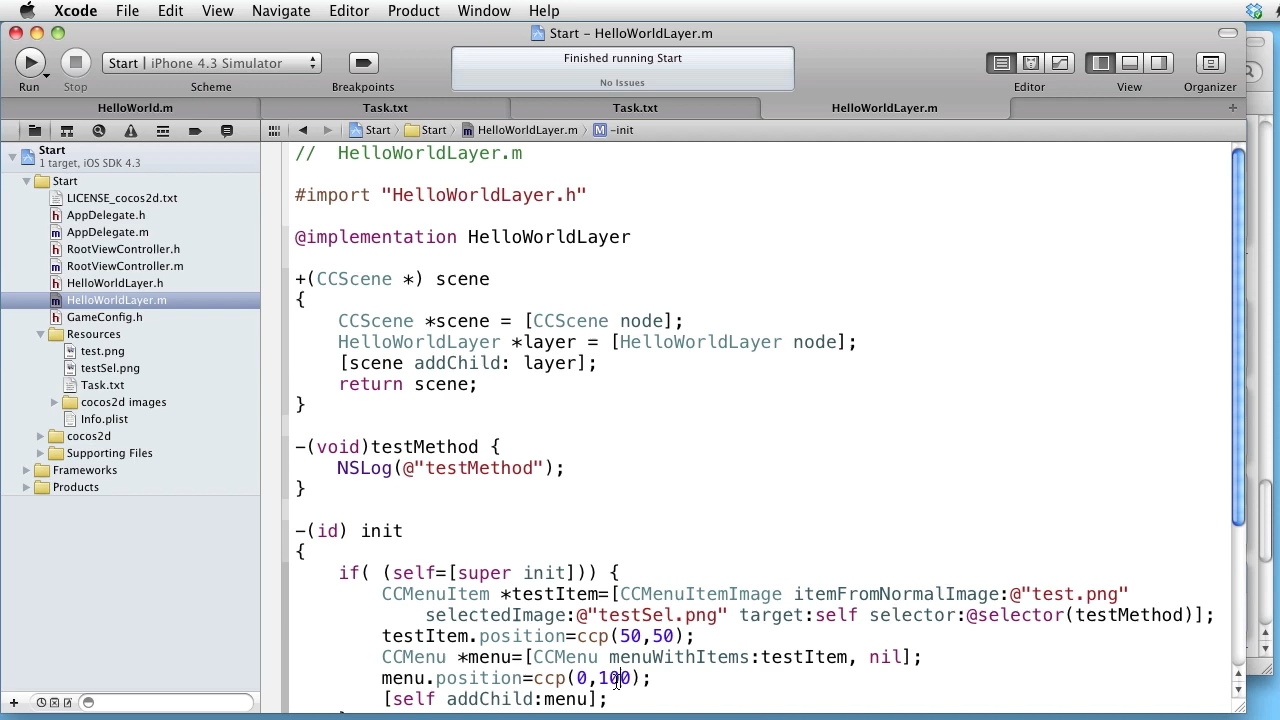 Xcode File Edit View Navigate Editor Product Window Help
Start – HelloWorldLayer.m
Start | iPhone 4.3 Simulator
Finished running Start
No Issues
Run Stop Scheme Breakpoints Editor View Organizer
HelloWorld.m Task.txt Task.txt HelloWorldLayer.m
Start Start HelloWorldLayer.m M -init
Start
1 target, iOS SDK 4.3
Start
LICENSE_cocos2d.txt
h AppDelegate.h
m AppDelegate.m
h RootViewController.h
m RootViewController.m
h HelloWorldLayer.h
m HelloWorldLayer.m
h GameConfig.h
Resources
test.png
testSel.png
Task.txt
cocos2d images
Info.plist
cocos2d
Supporting Files
Frameworks
Products
// HelloWorldLayer.m
#import "HelloWorldLayer.h"
@implementation HelloWorldLayer
+(CCScene *) scene
{
CCScene *scene = [CCScene node];
HelloWorldLayer *layer = [HelloWorldLayer node];
[scene addChild: layer];
return scene;
}
-(void)testMethod {
NSLog(@"testMethod");
}
-(id) init
{
if( (self=[super init])) {
CCMenuItem *testItem=[CCMenuItemImage itemFromNormalImage:@"test.png"
selectedImage:@"testSel.png" target:self selector:@selector(testMethod)];
testItem.position=ccp(50,50);
CCMenu *menu=[CCMenu menuWithItems:testItem, nil];
menu.position=ccp(0,100);
[self addChild:menu];